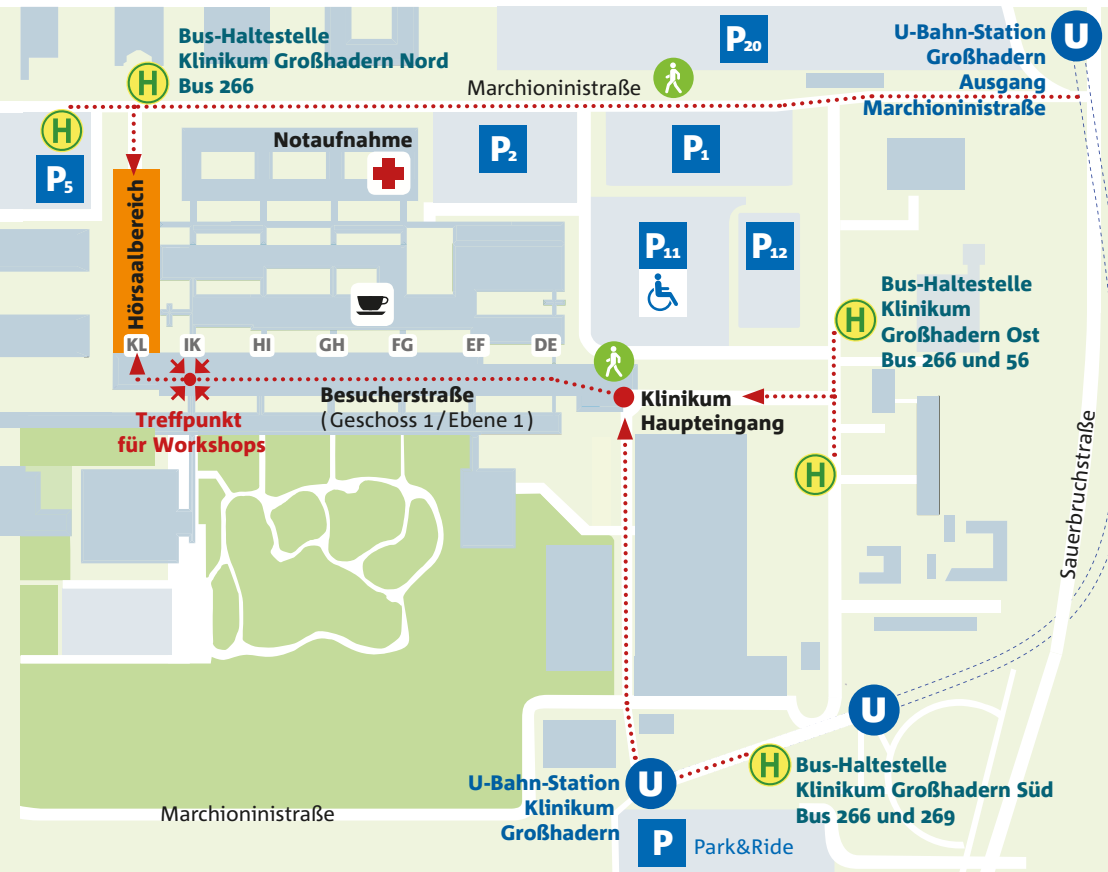 Bus-Haltestelle
Klinikum Großhadern Nord
Bus 266
H
H
P5
P20
Marchioninistraße
U-Bahn-Station
Großhadern
Ausgang
Marchioninistraße
U
Notaufnahme
P2
P1
P11
P12
Hörsaalbereich
KL
IK
HI
GH
FG
EF
DE
H
Bus-Haltestelle
Klinikum
Großhadern Ost
Bus 266 und 56
H
Besucherstraße
(Geschoss 1/Ebene 1)
Klinikum
Haupteingang
Treffpunkt
für Workshops
Sauerbruchstraße
U
Marchioninistraße
U-Bahn-Station
Klinikum
Großhadern
U
H
Bus-Haltestelle
Klinikum Großhadern Süd
Bus 266 und 269
P
Park&Ride